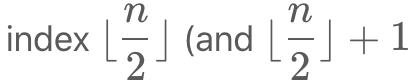 index ⌊n/2⌋ (and ⌊n/2⌋ + 1